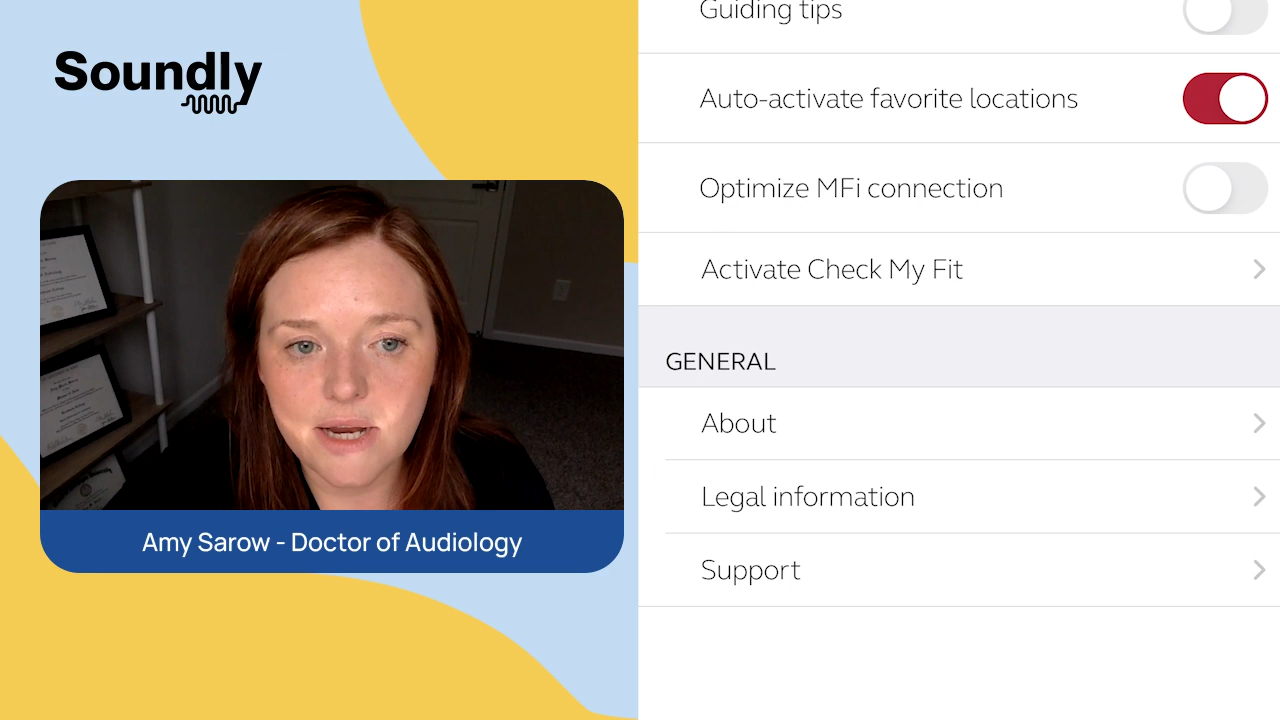 Soundly
Amy Sarow - Doctor of Audiology
Guiding tips
Auto-activate favorite locations
Optimize MFi connection
Activate Check My Fit
GENERAL
About
Legal information
Support